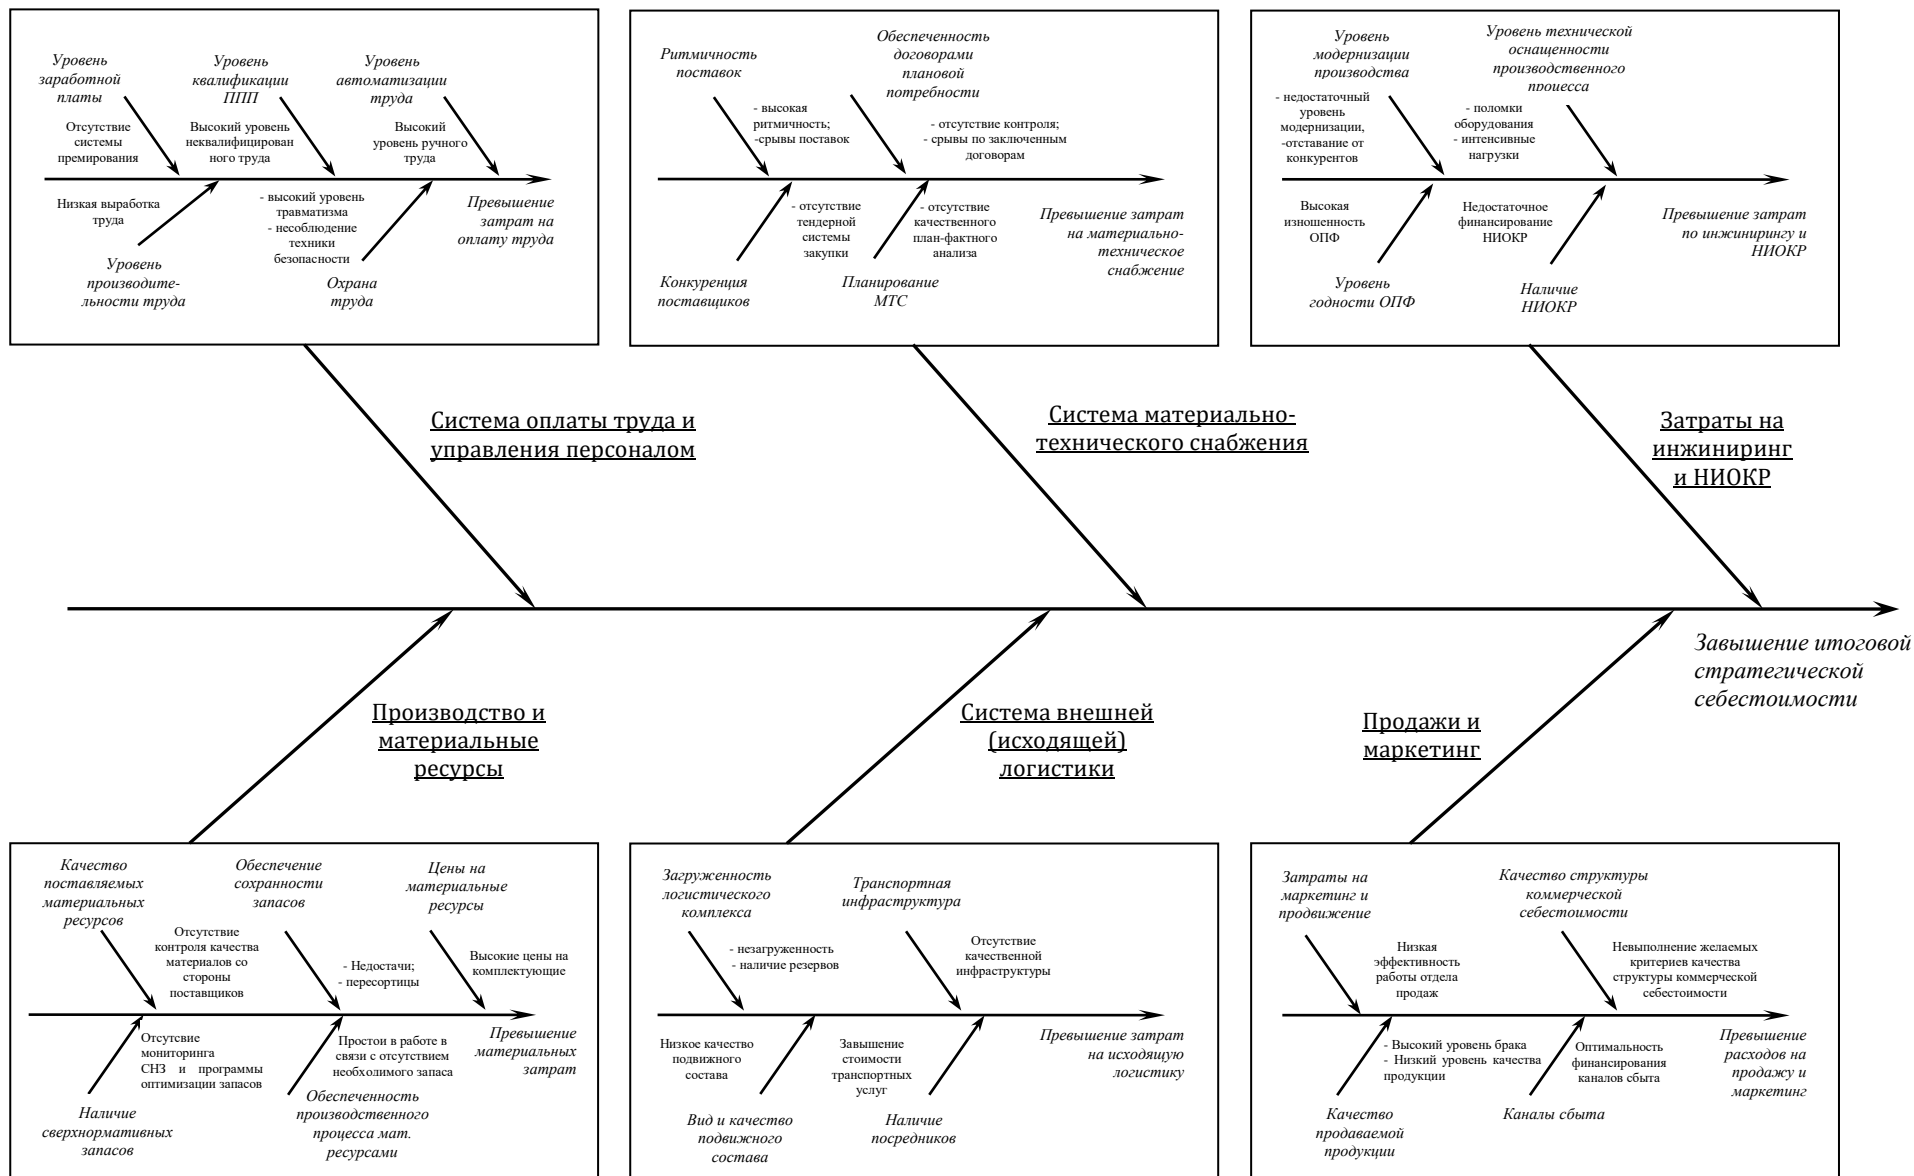 Уровень
заработной
платы
Уровень
квалификации
ППП
Уровень
автоматизации
труда
Отсутствие
системы
премирования
Высокий уровень
неквалифицирован
ного труда
Высокий
уровень ручного
труда
Низкая выработка
труда
- высокий уровень
травматизма
- несоблюдение
техники
безопасности
Превышение
затрат на
оплату труда
Уровень
производите-
льности труда
Охрана
труда
Ритмичность
поставок
Обеспеченность
договорами
плановой
потребности
- высокая
ритмичность;
-срывы поставок
- отсутствие контроля;
- срывы по заключенным
договорам
- отсутствие
тендерной
системы
закупки
- отсутствие
качественного
план-фактного
анализа
Превышение затрат
на материально-
техническое
снабжение
Конкуренция
поставщиков
Планирование
МТС
Уровень
модернизации
производства
Уровень технической
оснащенности
производственного
процесса
- недостаточный
уровень
модернизации,
-отставание от
конкурентов
- поломки
оборудования
- интенсивные
нагрузки
Высокая
изношенность
ОПФ
Недостаточное
финансирование
НИОКР
Превышение затрат
по инжинирингу и
НИОКР
Уровень
годности ОПФ
Наличие
НИОКР
Система оплаты труда и
управления персоналом
Система материально-
технического снабжения
Затраты на
инжиниринг
и НИОКР
Завышение итоговой
стратегической
себестоимости
Производство и
материальные
ресурсы
Система внешней
(исходящей)
логистики
Продажи и
маркетинг
Качество
поставляемых
материальных
ресурсов
Обеспечение
сохранности
запасов
Цены на
материальные
ресурсы
Отсутствие
контроля качества
материалов со
стороны
поставщиков
- Недостачи;
- пересортицы
Высокие цены на
комплектующие
Отсутсвие
мониторинга
СНЗ и программы
оптимизации запасов
Простои в работе в
связи с отсутствием
необходимого запаса
Превышение
материальных
затрат
Наличие
сверхнормативных
запасов
Обеспеченность
производственного
процесса мат.
ресурсами
Загруженность
логистического
комплекса
Транспортная
инфраструктура
- незагруженность
- наличие резервов
Отсутствие
качественной
инфраструктуры
Низкое качество
подвижного
состава
Завышение
стоимости
транспортных
услуг
Превышение затрат
на исходящую
логистику
Вид и качество
подвижного
состава
Наличие
посредников
Затраты на
маркетинг и
продвижение
Качество структуры
коммерческой
себестоимости
Низкая
эффективность
работы отдела
продаж
Невыполнение желаемых
критериев качества
структуры коммерческой
себестоимости
- Высокий уровень брака
- Низкий уровень качества
продукции
Оптимальность
финансирования
каналов сбыта
Превышение
расходов на
продажу и
маркетинг
Качество
продаваемой
продукции
Каналы сбыта